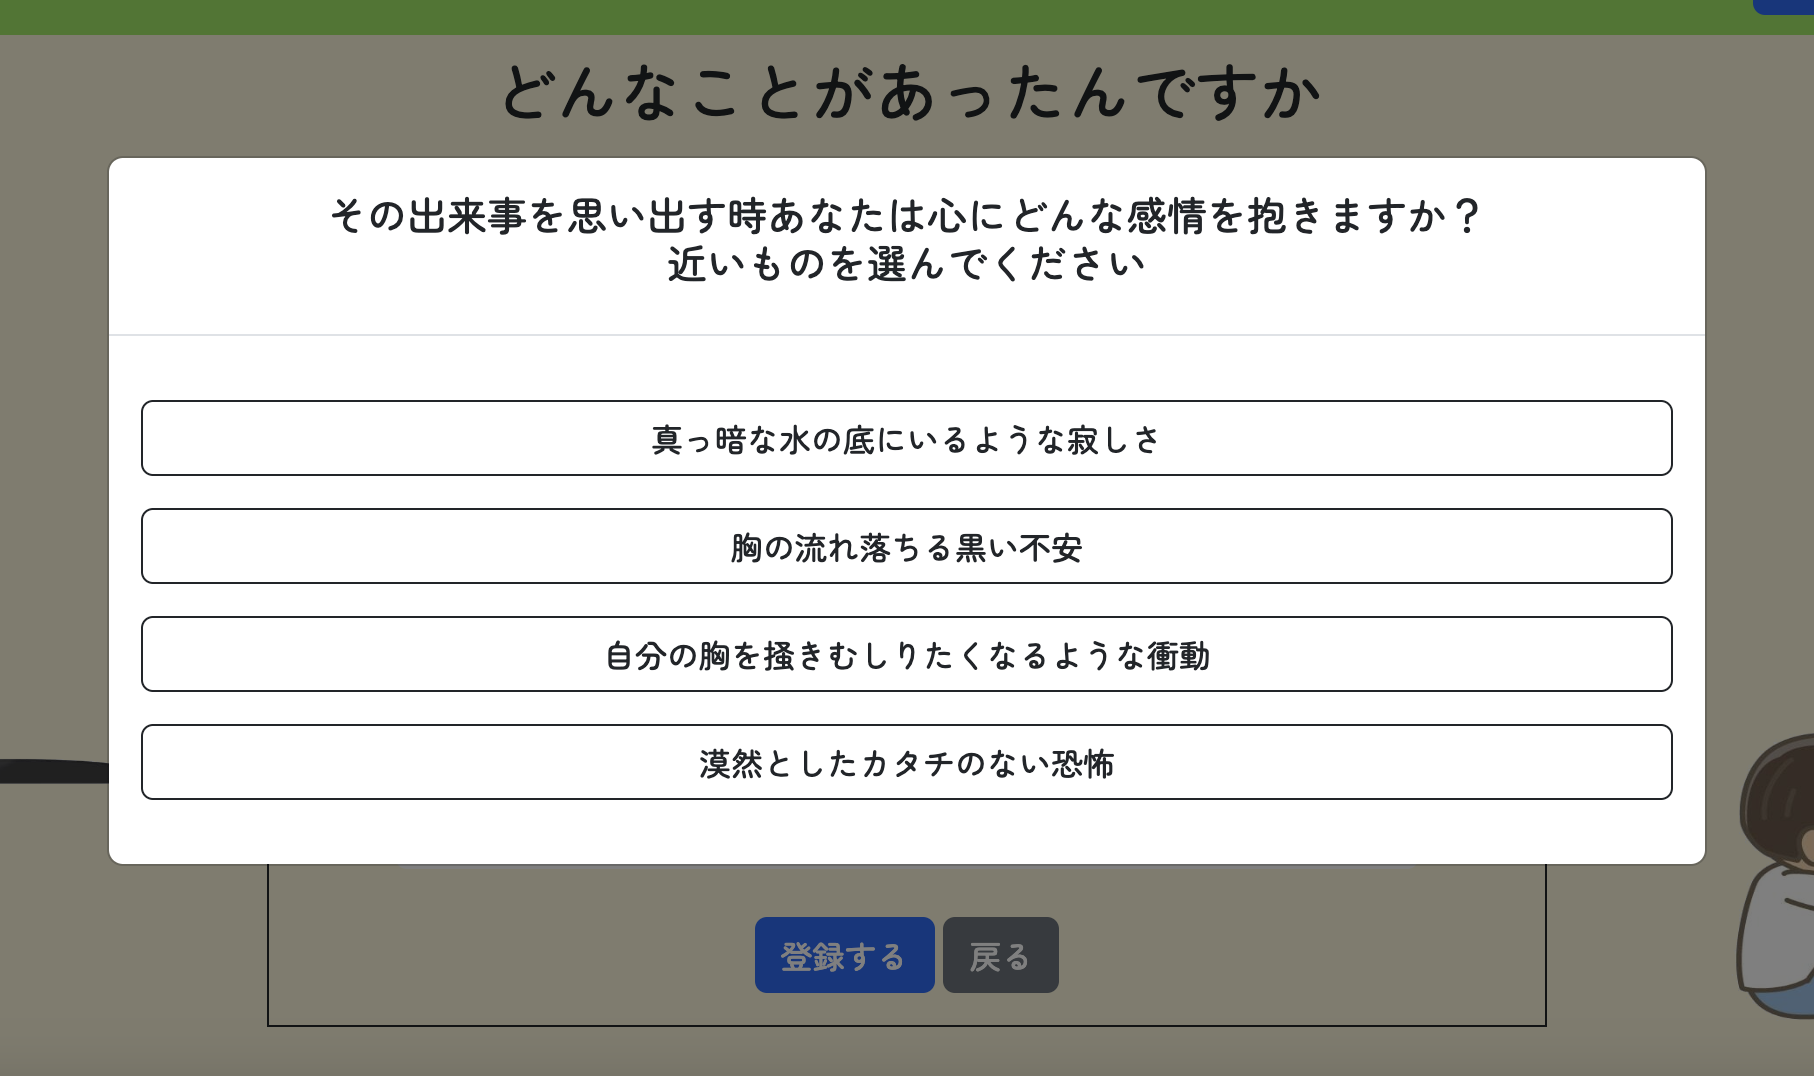 どんなことがあったんですか
その出来事を思い出す時あなたは心にどんな感情を抱きますか？
近いものを選んでください
真っ暗な水の底にいるような寂しさ
胸の流れ落ちる黒い不安
自分の胸を掻きむしりたくなるような衝動
漠然としたカタチのない恐怖
登録する
戻る